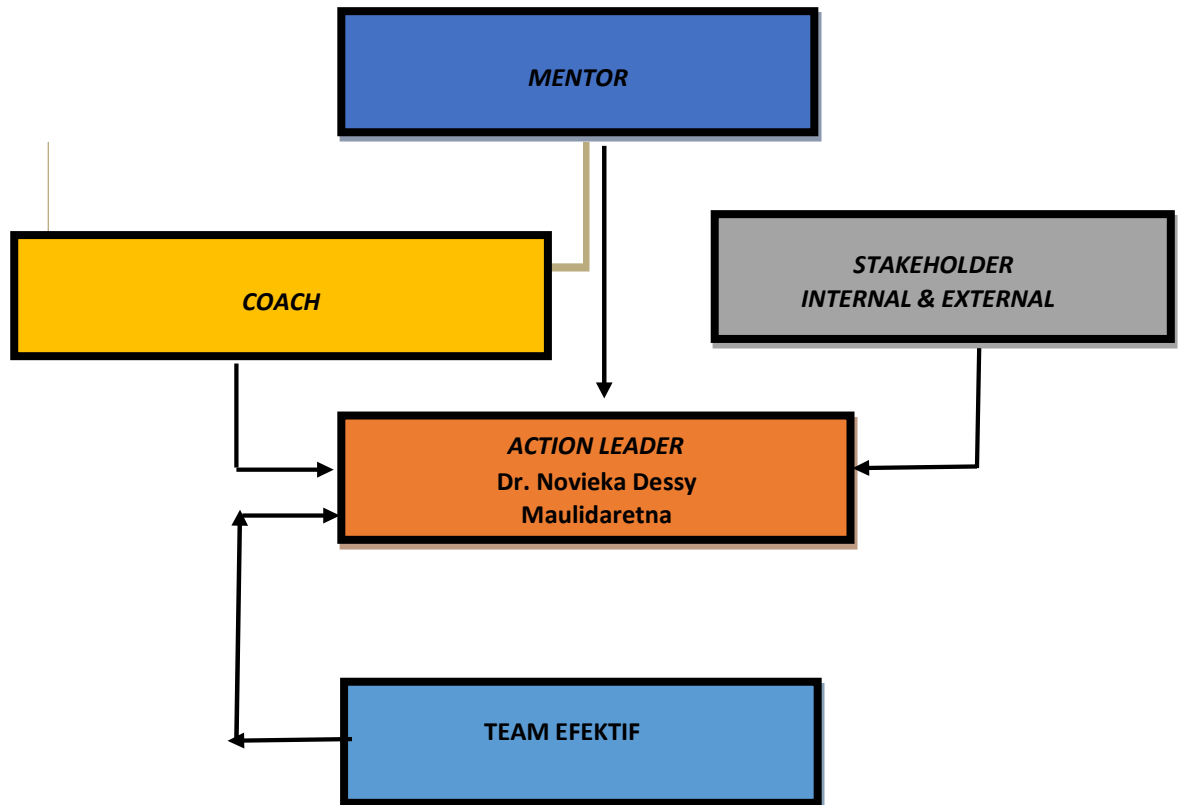 MENTOR
COACH
STAKEHOLDER
INTERNAL & EXTERNAL
ACTION LEADER
Dr. Novieka Dessy
Maulidaretna
TEAM EFEKTIF